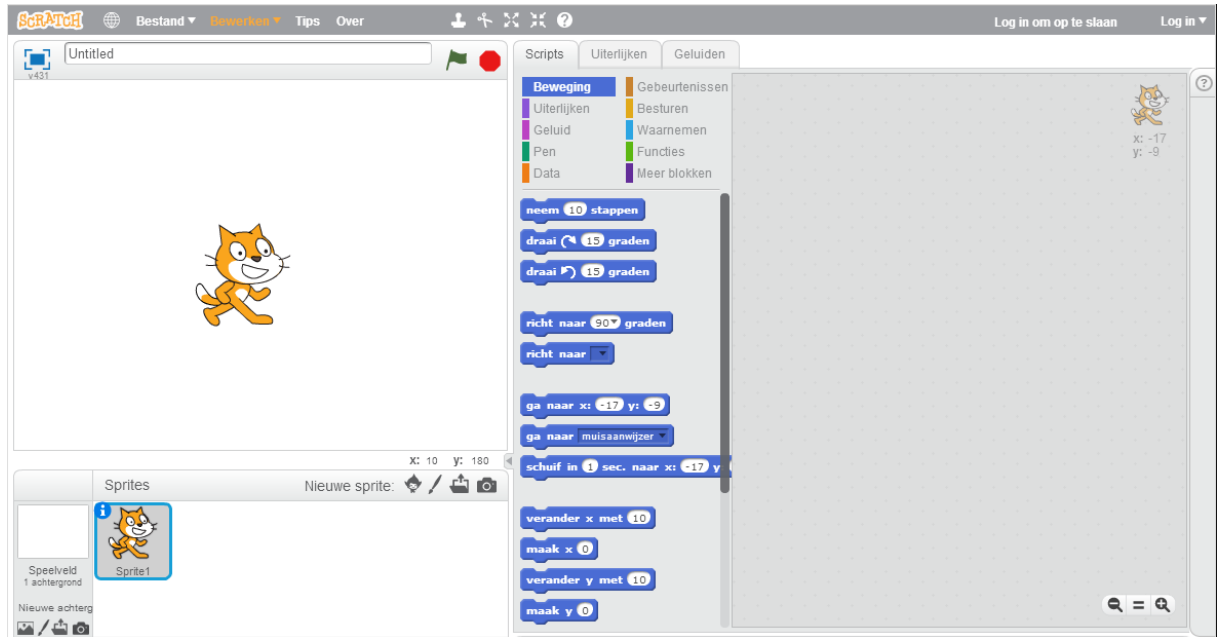 SCRATCH Bestand Bewerken Tips Over Log in om op te slaan Log in
v431
Untitled
x: 10 y: 180
Sprites Nieuwe sprite:
Speelveld
1 achtergrond
Nieuwe achterg
Sprite1
Scripts Uiterlijken Geluiden
Beweging Gebeurtenissen
Uiterlijken Besturen
Geluid Waarnemen
Pen Functies
Data Meer blokken
neem 10 stappen
draai 15 graden
draai 15 graden
richt naar 90 graden
richt naar
ga naar x: -17 y: -9
ga naar muisaanwijzer
schuif in 1 sec. naar x: -17 y
verander x met 10
maak x 0
verander y met 10
maak y 0
x: -17
y: -9